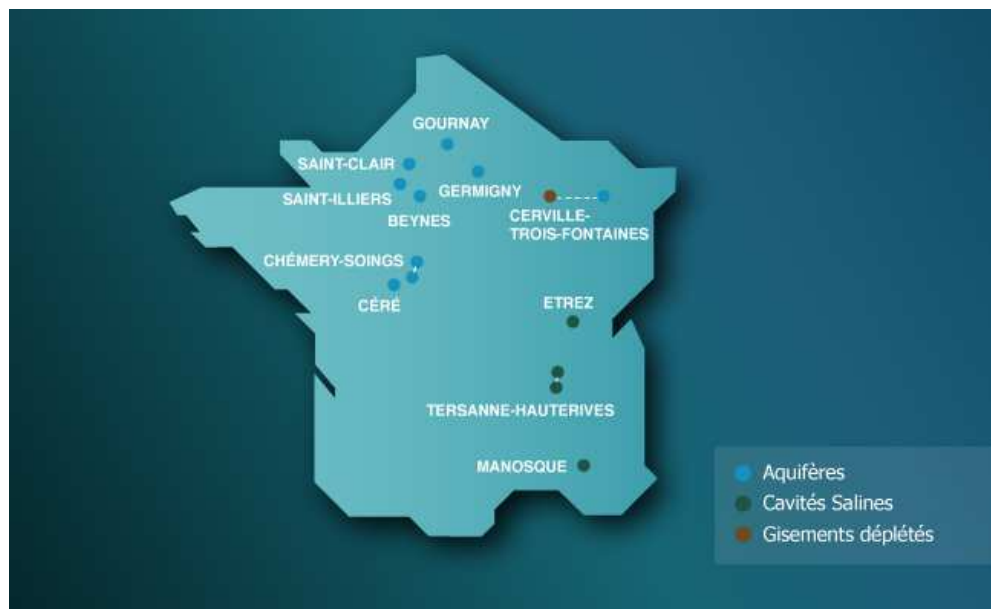 GOURNAY
SAINT-CLAIR
SAINT-ILLIERS
GERMIGNY
BEYNES
CERVILLE-
TROIS-FONTAINES
CHÉMERY-SOINGS
CÉRÉ
ETREZ
TERSANNE-HAUTERIVES
MANOSQUE
Aquifères
Cavités Salines
Gisements déplétés